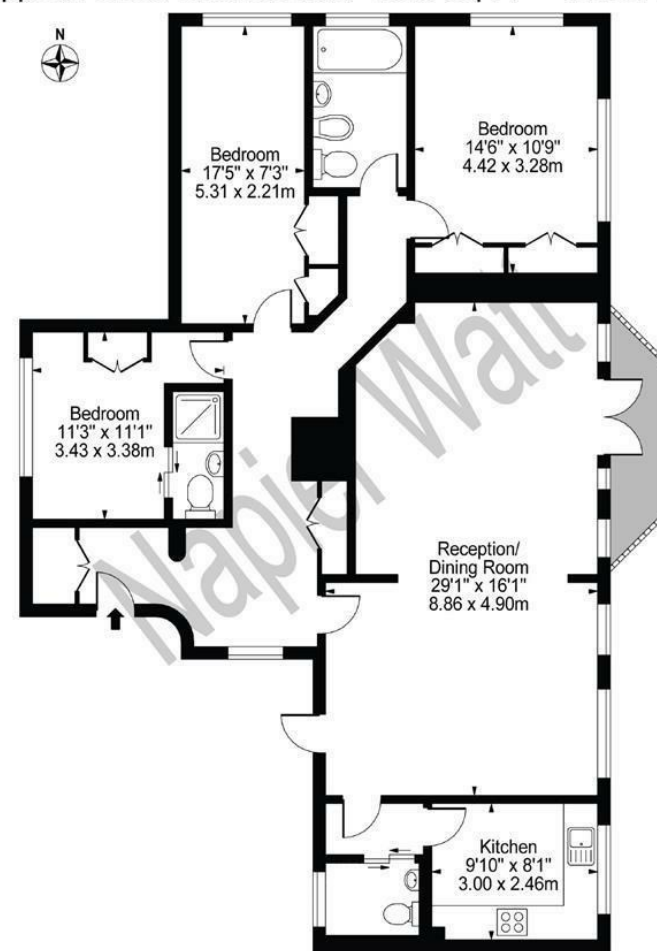 N
Bedroom
17'5" x 7'3"
5.31 x 2.21m
Bedroom
14'6" x 10'9"
4.42 x 3.28m
Bedroom
11'3" x 11'1"
3.43 x 3.38m
Reception/
Dining Room
29'1" x 16'1"
8.86 x 4.90m
Kitchen
9'10" x 8'1"
3.00 x 2.46m
Napier Watt